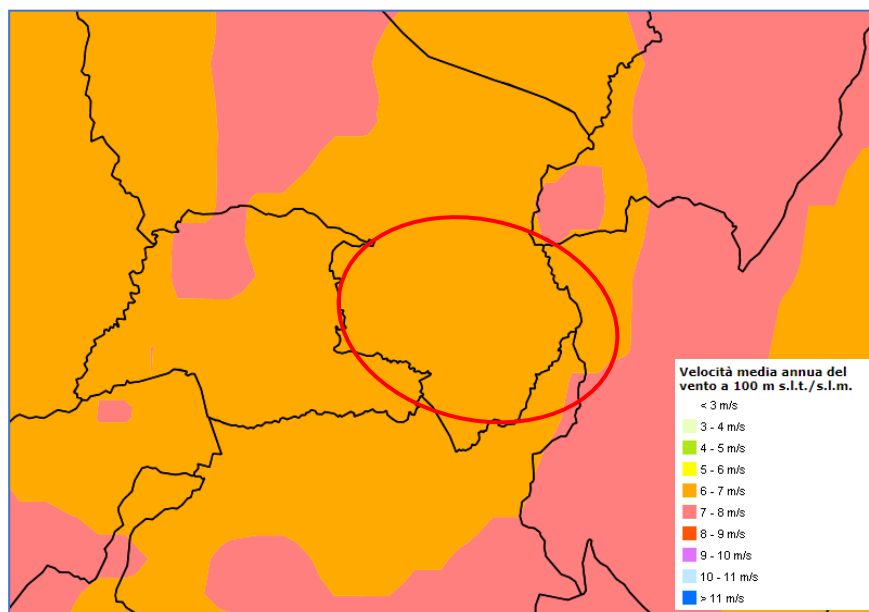 Velocità media annua del
vento a 100 m s.l.t./s.l.m.
< 3 m/s
3 - 4 m/s
4 - 5 m/s
5 - 6 m/s
6 - 7 m/s
7 - 8 m/s
8 - 9 m/s
9 - 10 m/s
10 - 11 m/s
> 11 m/s